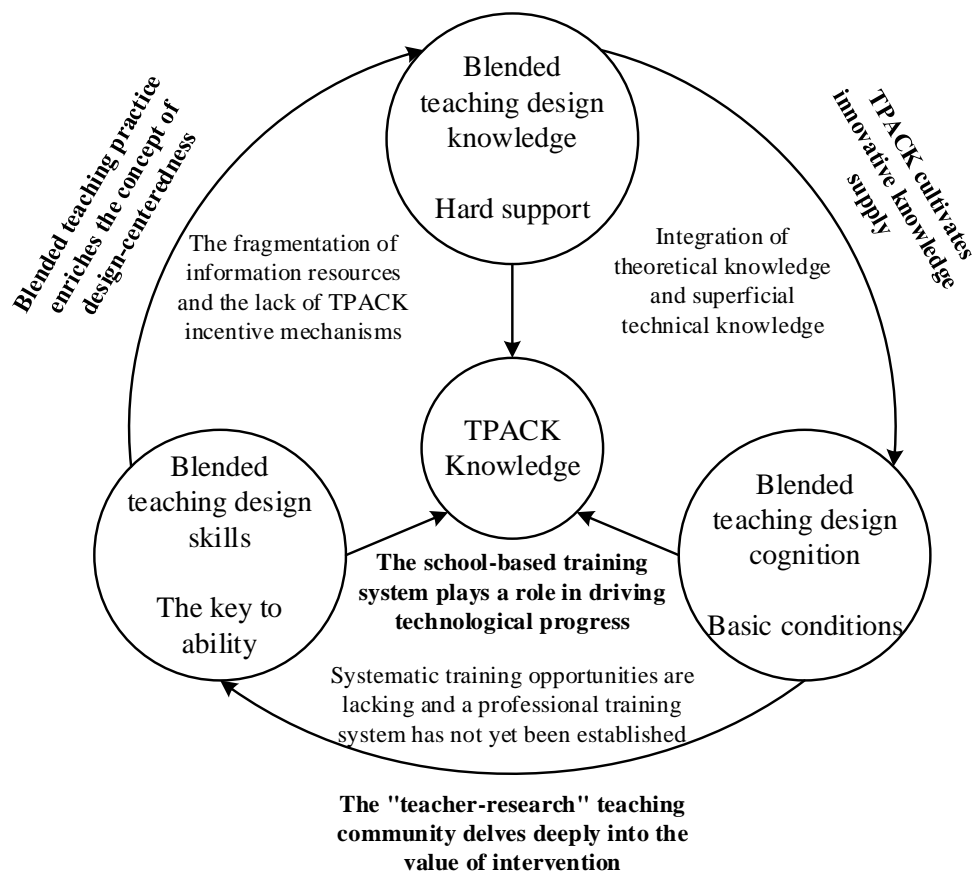 Blended
teaching design
knowledge
Hard support
Blended teaching practice
enriches the concept of
design-centeredness
TPACK cultivates
innovative knowledge
supply
The fragmentation of
information resources
and the lack of TPACK
incentive mechanisms
Integration of
theoretical knowledge
and superficial
technical knowledge
TPACK
Knowledge
Blended
teaching design
skills
The key to
ability
Blended
teaching design
cognition
Basic conditions
The school-based training
system plays a role in driving
technological progress
Systematic training opportunities are
lacking and a professional training
system has not yet been established
The "teacher-research" teaching
community delves deeply into the
value of intervention